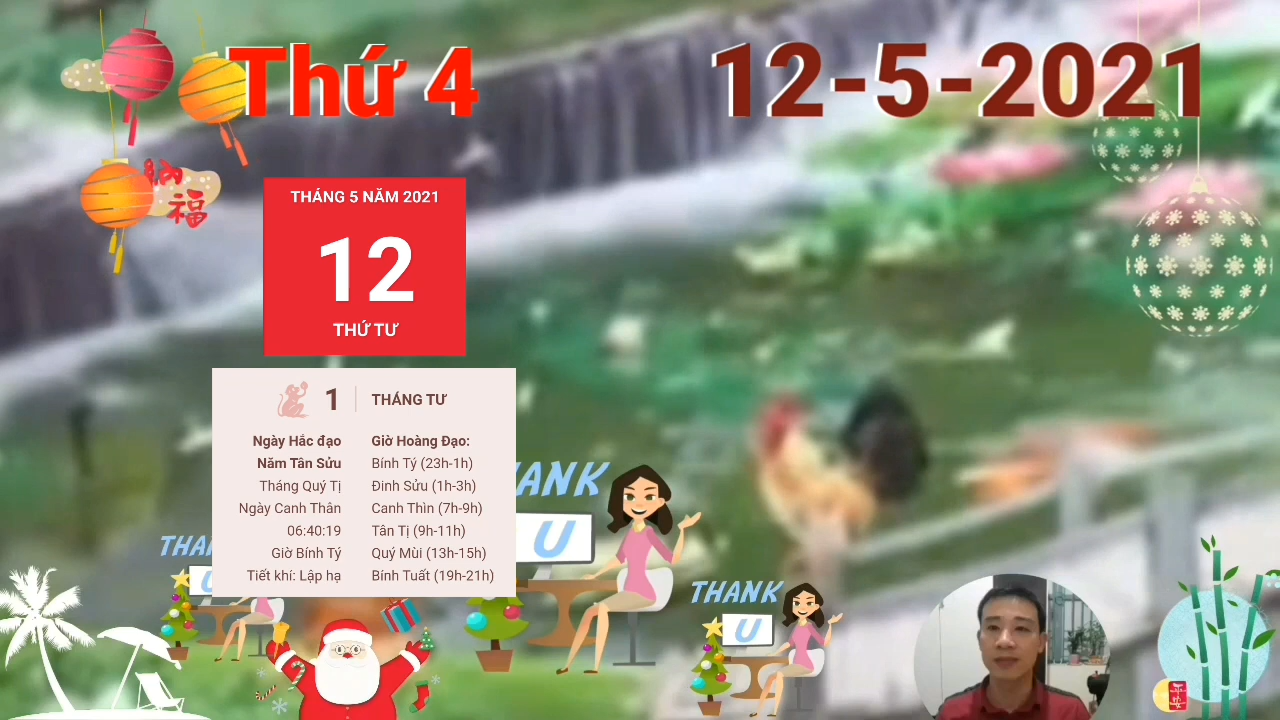 Thứ 4
12-5-2021
納
福
THÁNG 5 NĂM 2021
12
THỨ TƯ
1
THÁNG TƯ
Ngày Hắc đạo
Năm Tân Sửu
Tháng Quý Tị
Ngày Canh Thân
06:40:19
Giờ Bính Tý
Tiết khí: Lập hạ
Giờ Hoàng Đạo:
Bính Tý (23h-1h)
Đinh Sửu (1h-3h)
Canh Thìn (7h-9h)
Tân Tị (9h-11h)
Quý Mùi (13h-15h)
Bính Tuất (19h-21h)
THANK
U